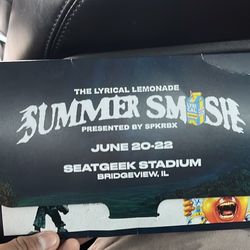 THE LYRICAL LEMONADE
SUMMER SMASH
PRESENTED BY SPKRBX
JUNE 20-22
SEATGEEK STADIUM
BRIDGEVIEW, IL